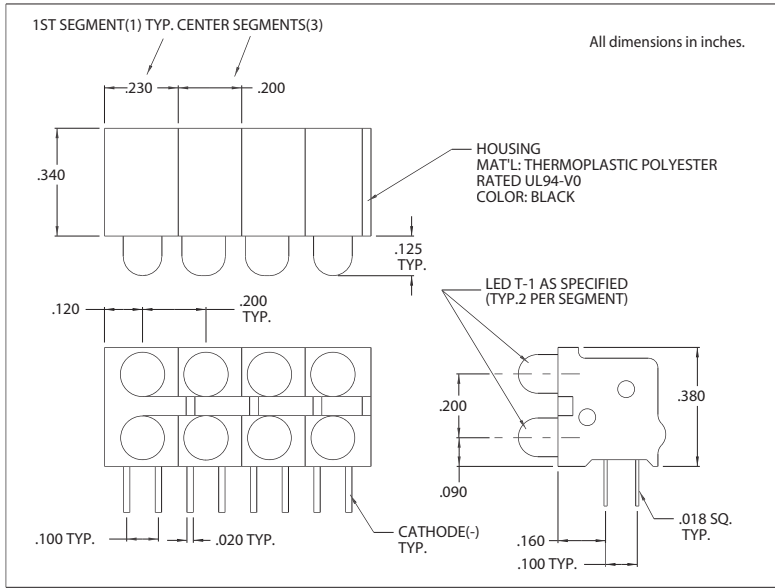 1ST SEGMENT(1) TYP. CENTER SEGMENTS(3)
All dimensions in inches.
.230
.200
.340
HOUSING
MAT'L: THERMOPLASTIC POLYESTER
RATED UL94-V0
COLOR: BLACK
.125
TYP.
LED T-1 AS SPECIFIED
(TYP.2 PER SEGMENT)
.120
.200
TYP.
.200
.380
.090
.100 TYP.
.020 TYP.
CATHODE(-)
TYP.
.160
.018 SQ.
TYP.
.100 TYP.